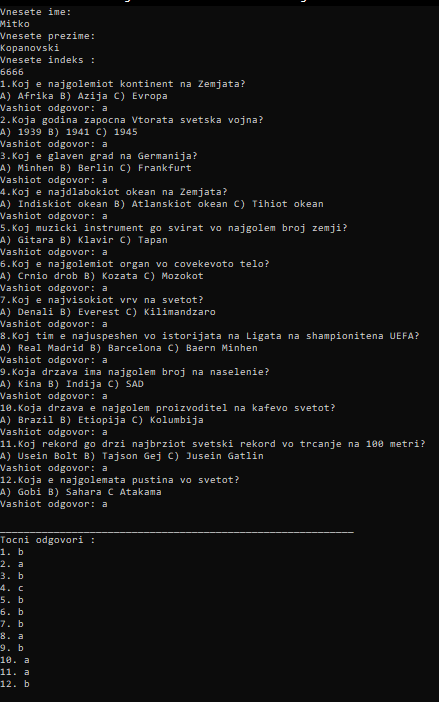 Vnesete ime:
Mitko
Vnesete prezime:
Kopanovski
Vnesete indeks :
6666
1.Koj e najgolemiot kontinent na Zemjata?
A) Afrika B) Azija C) Evropa
Vashiot odgovor: a
2.Koja godina zapocna Vtorata svetska vojna?
A) 1939 B) 1941 C) 1945
Vashiot odgovor: a
3.Koj e glaven grad na Germanija?
A) Minhen B) Berlin C) Frankfurt
Vashiot odgovor: a
4.Koj e najdlabokiot okean na Zemjata?
A) Indiskiot okean B) Atlanskiot okean C) Tihiot okean
Vashiot odgovor: a
5.Koj muzicki instrument go svirat vo najgolem broj zemji?
A) Gitara B) Klavir C) Tapan
Vashiot odgovor: a
6.Koj e najgolemiot organ vo covekevoto telo?
A) Crnio drob B) Kozata C) Mozokot
Vashiot odgovor: a
7.Koj e najvisokiot vrv na svetot?
A) Denali B) Everest C) Kilimandzaro
Vashiot odgovor: a
8.Koj tim e najuspeshen vo istorijata na Ligata na shampionitena UEFA?
A) Real Madrid B) Barcelona C) Baern Minhen
Vashiot odgovor: a
9.Koja drzava ima najgolem broj na naselenie?
A) Kina B) Indija C) SAD
Vashiot odgovor: a
10.Koja drzava e najgolem proizvoditel na kafevo svetot?
A) Brazil B) Etiopija C) Kolumbija
Vashiot odgovor: a
11.Koj rekord go drzi najbrziot svetski rekord vo trcanje na 100 metri?
A) Usein Bolt B) Tajson Gej C) Jusein Gatlin
Vashiot odgovor: a
12.Koja e najgolemata pustina vo svetot?
A) Gobi B) Sahara C Atakama
Vashiot odgovor: a
___________________________________________________________
Tocni odgovori :
1. b
2. a
3. b
4. c
5. b
6. b
7. b
8. a
9. b
10. a
11. a
12. b